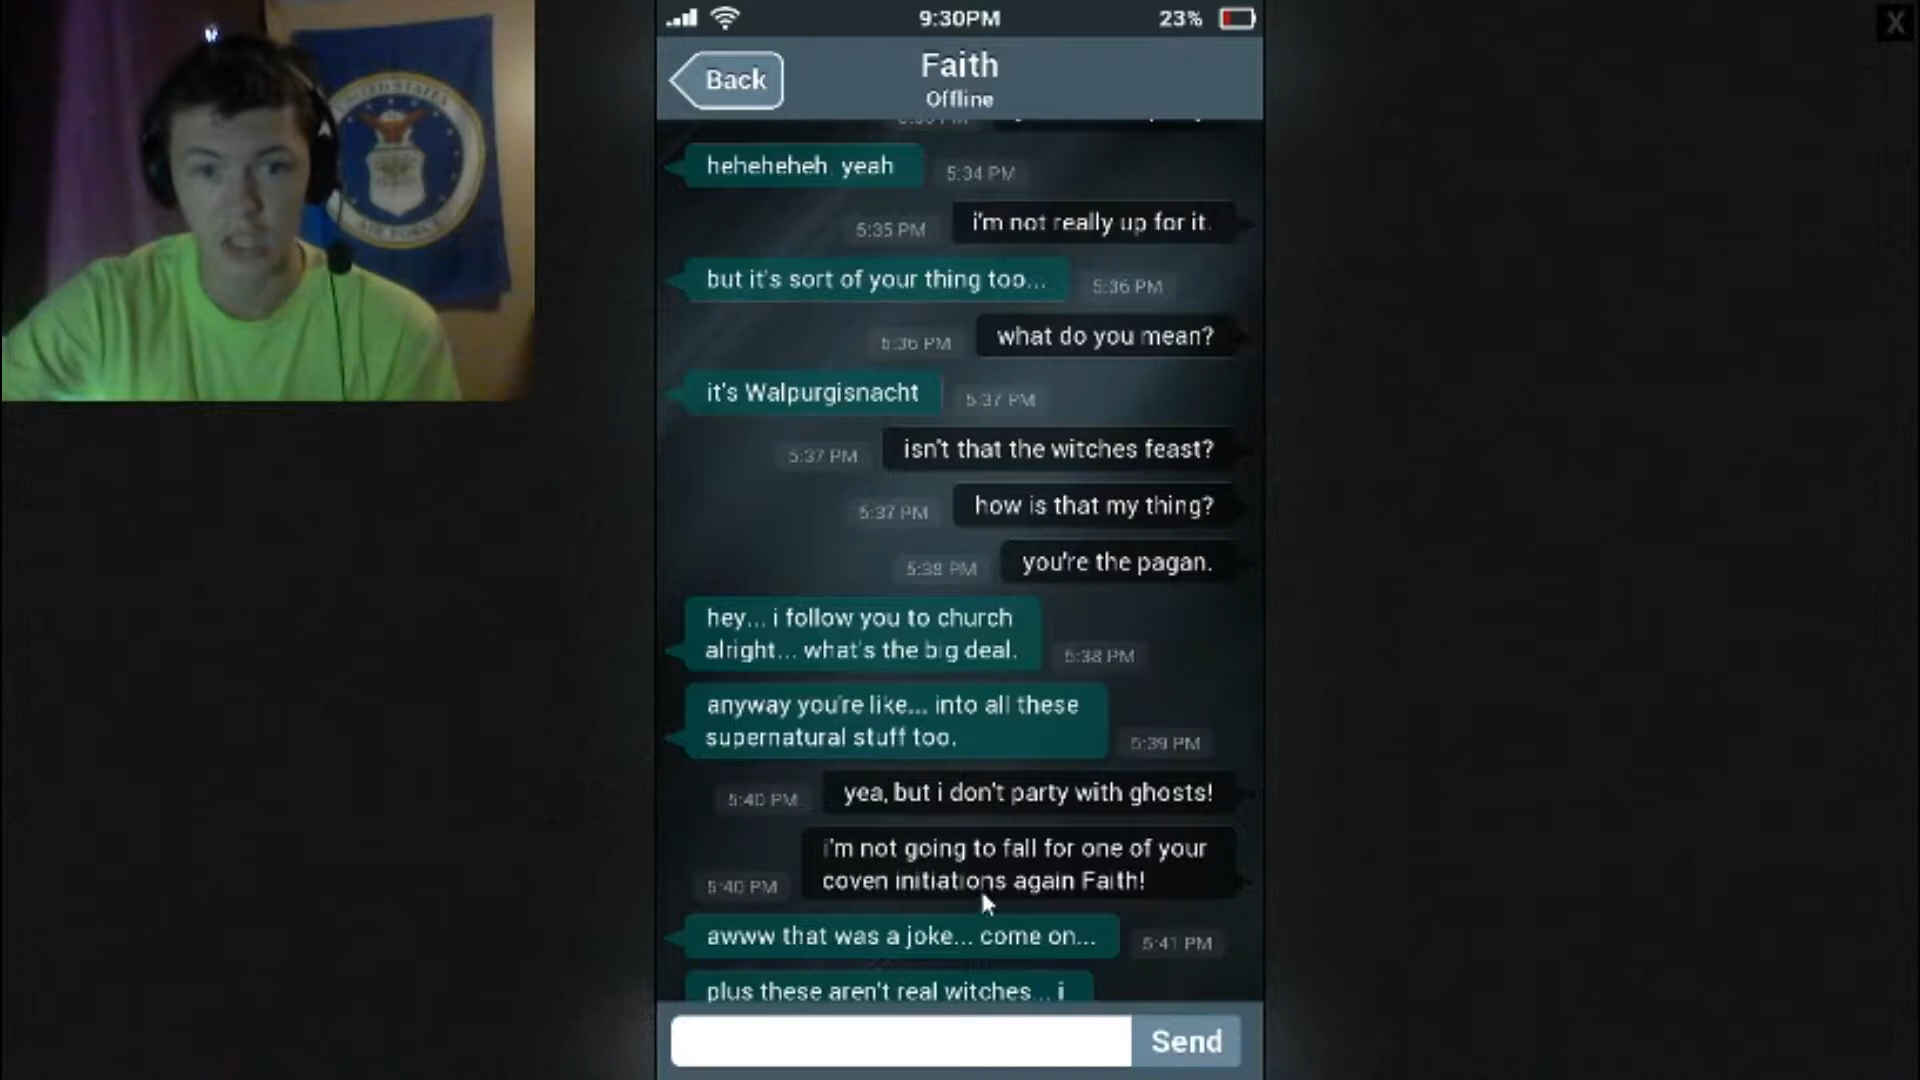 9:30PM
23%
X
Back
Faith
Offline
UNITED STATES
AIR FORCE
heheheheh yeah
5:34 PM
5:35 PM
i'm not really up for it.
but it's sort of your thing too...
5:36 PM
5:36 PM
what do you mean?
it's Walpurgisnacht
5:37 PM
5:37 PM
isn't that the witches feast?
5:37 PM
how is that my thing?
5:38 PM
you're the pagan.
hey... i follow you to church
alright... what's the big deal.
5:38 PM
anyway you're like... into all these
supernatural stuff too.
5:39 PM
5:40 PM
yea, but i don't party with ghosts!
i'm not going to fall for one of your
coven initiations again Faith!
5:40 PM
awww that was a joke... come on...
5:41 PM
plus these aren't real witches... i
Send